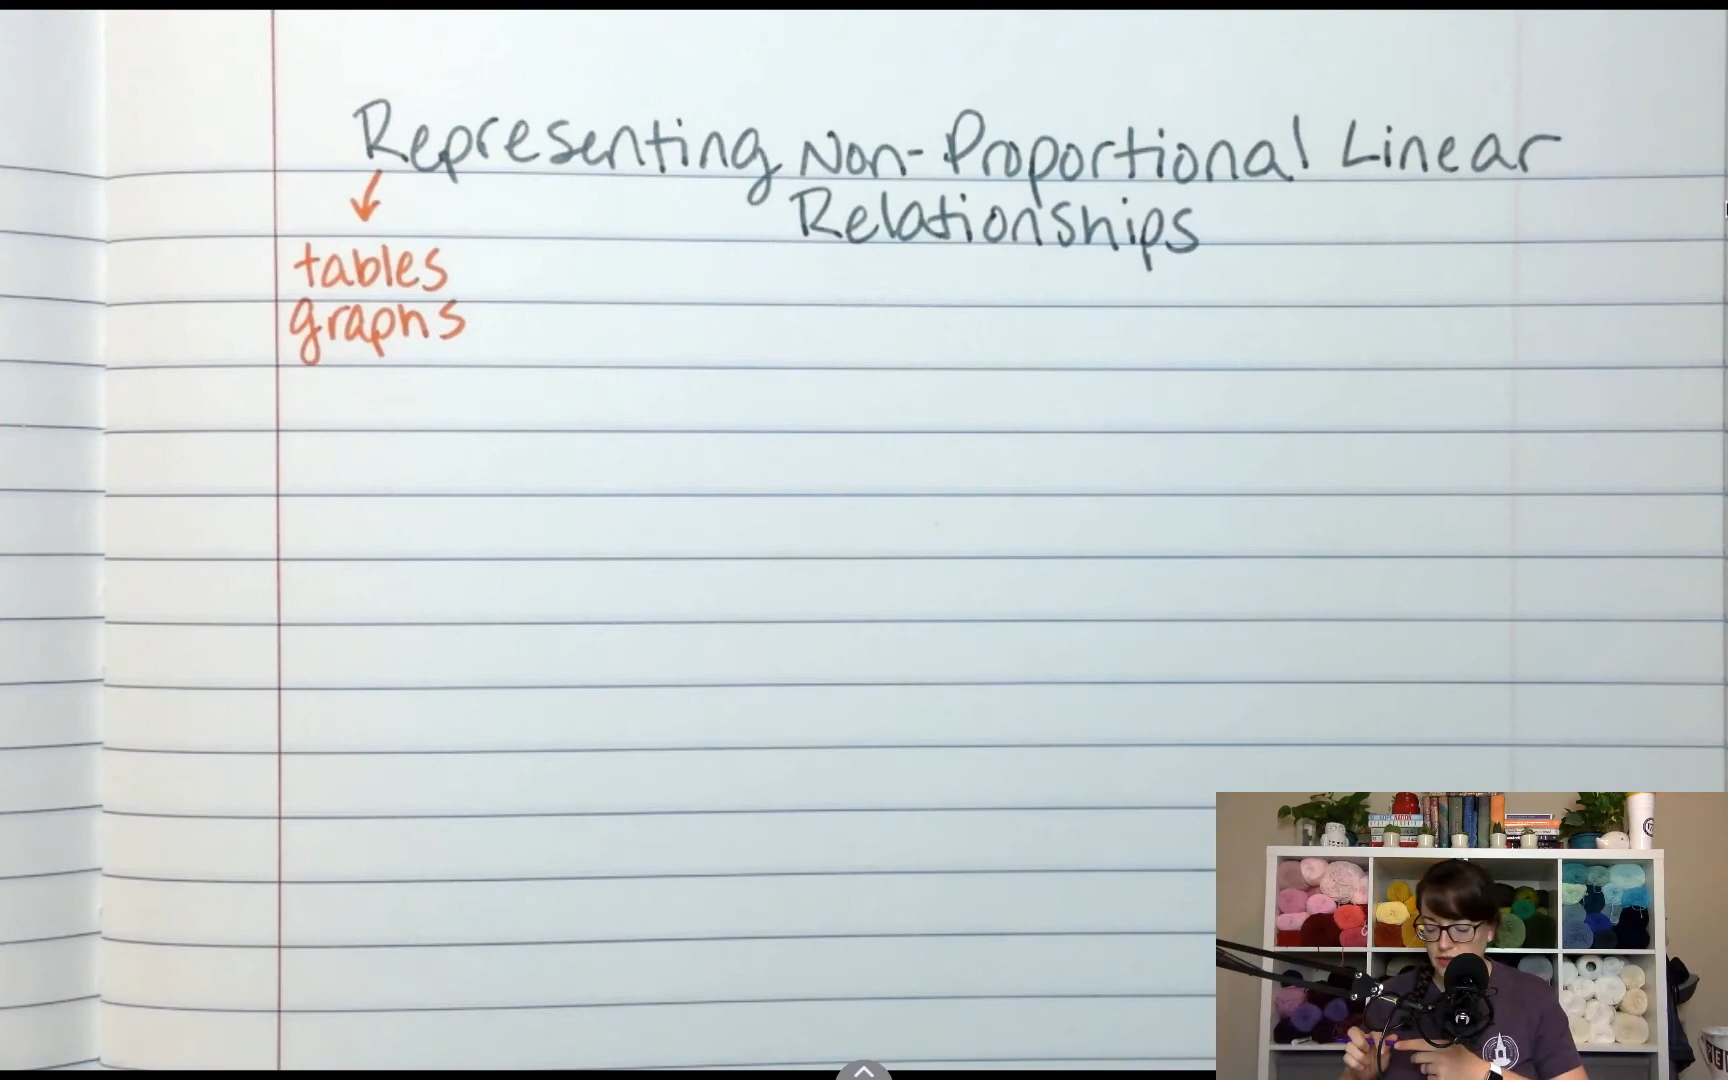 Representing Non-Proportional Linear
Relationships
tables
graphs